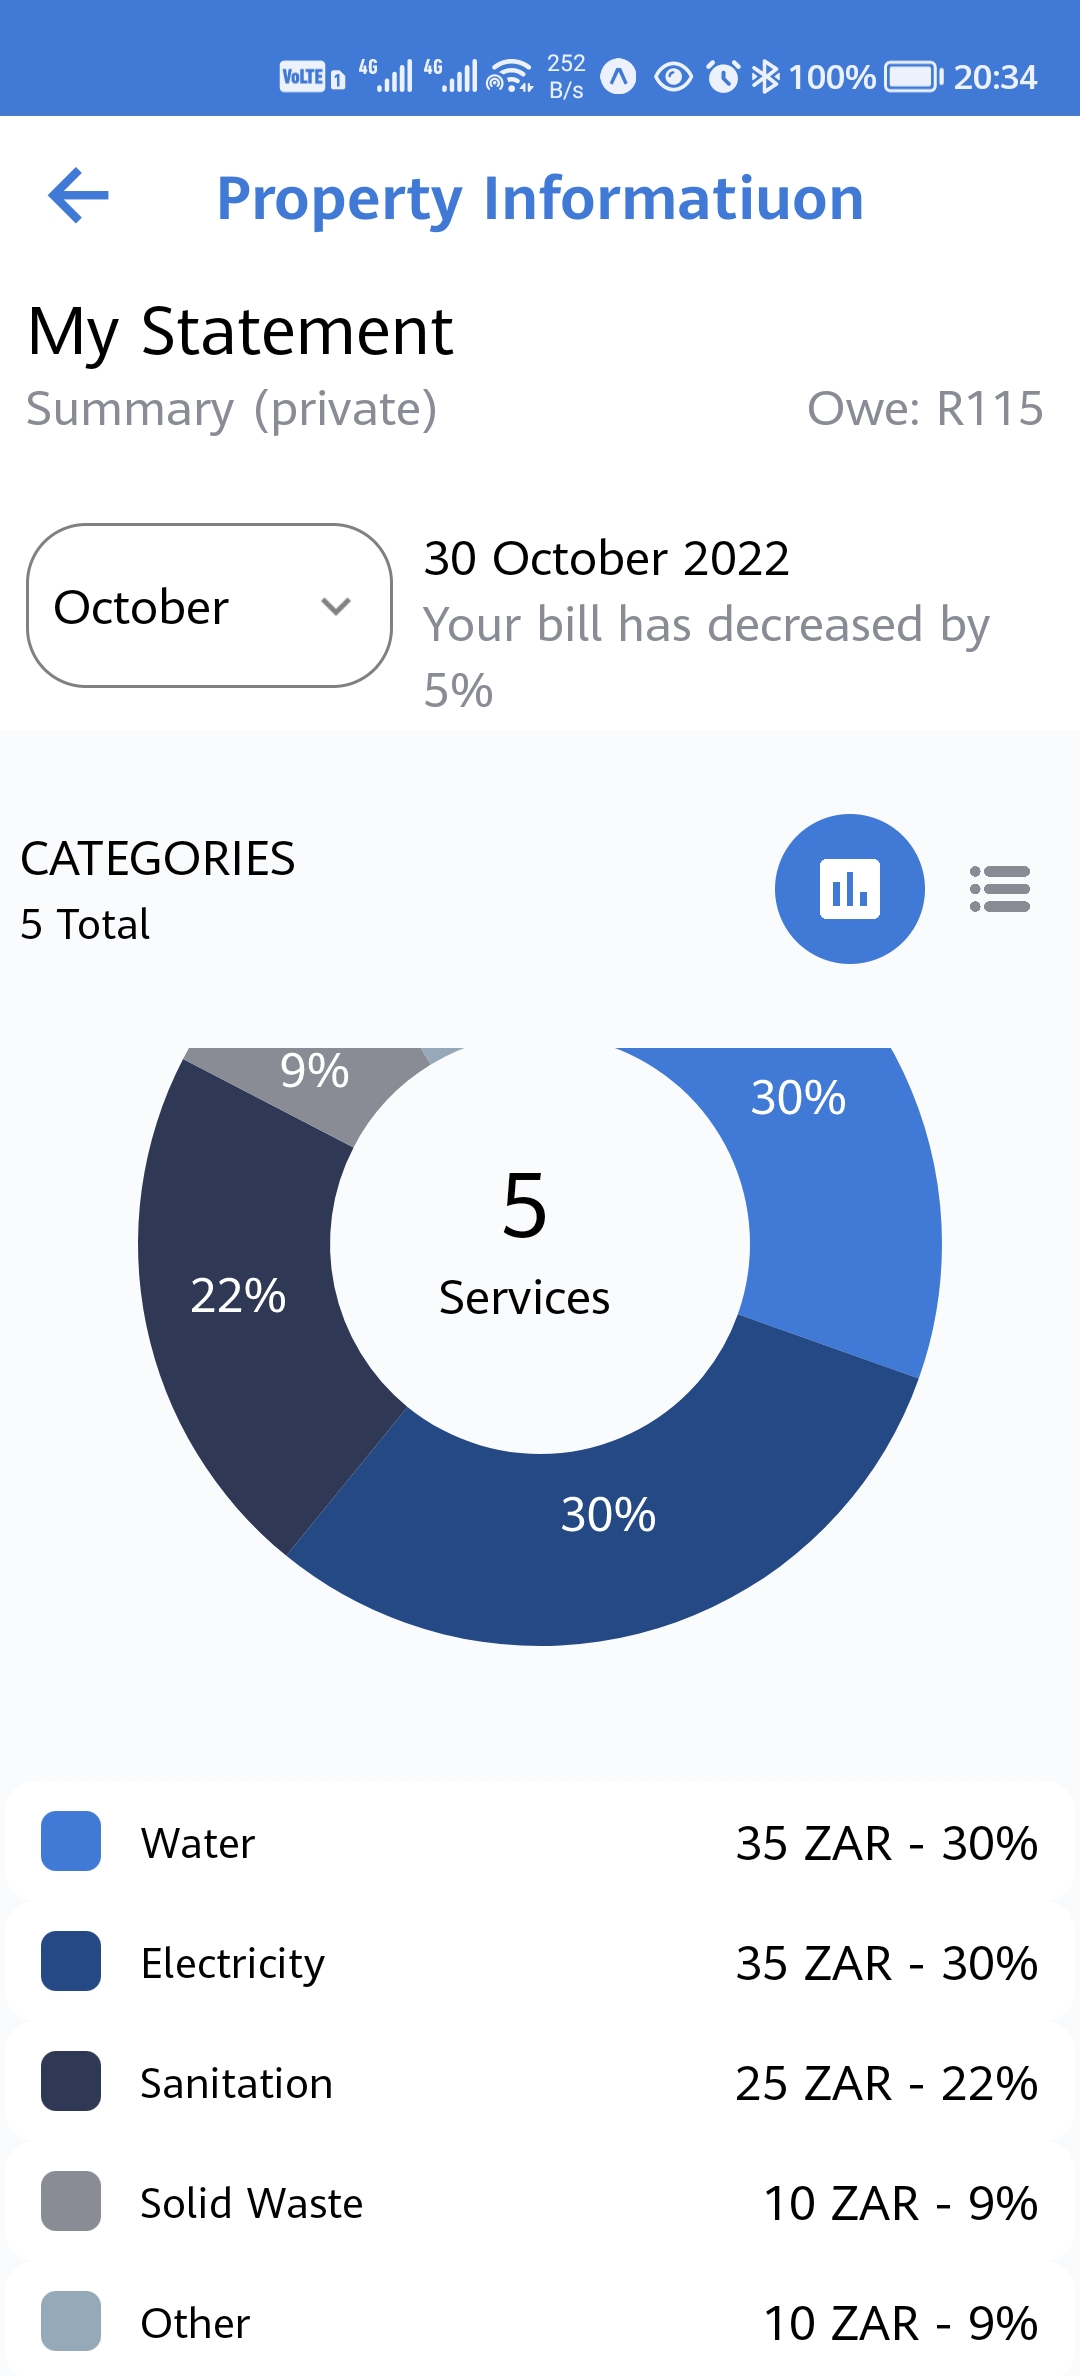 VoLTE 1 4G 4G 252 B/s 100% 20:34
Property Informatiuon
My Statement
Summary (private) Owe: R115
October
30 October 2022
Your bill has decreased by
5%
CATEGORIES
5 Total
9%
30%
5
22%
Services
30%
Water 35 ZAR - 30%
Electricity 35 ZAR - 30%
Sanitation 25 ZAR - 22%
Solid Waste 10 ZAR - 9%
Other 10 ZAR - 9%